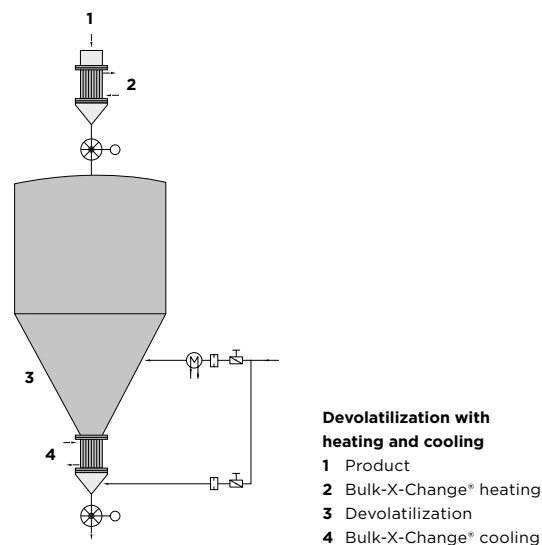 1
2
M
3
4
Devolatilization with
heating and cooling
1 Product
2 Bulk-X-Change® heating
3 Devolatilization
4 Bulk-X-Change® cooling